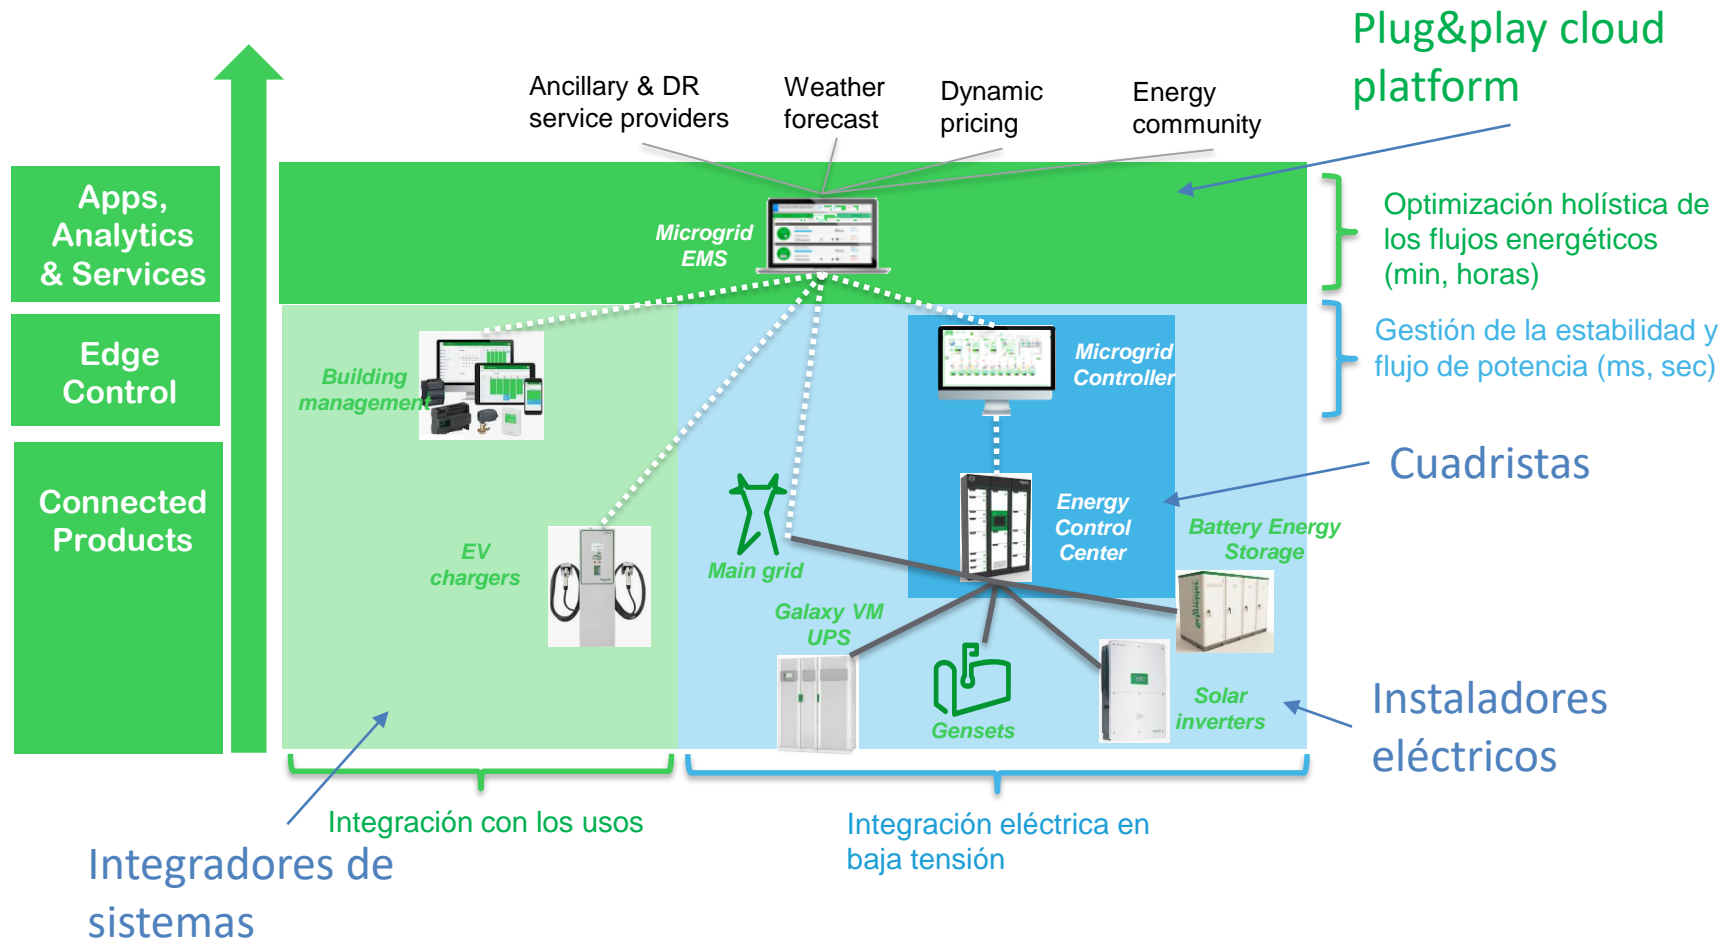 Plug&play cloud
platform
Ancillary & DR
service providers
Weather
forecast
Dynamic
pricing
Energy
community
Apps,
Analytics
& Services
Microgrid
EMS
Optimización holística de
los flujos energéticos
(min, horas)
Edge
Control
Building
management
Microgrid
Controller
Gestión de la estabilidad y
flujo de potencia (ms, sec)
Cuadristas
Connected
Products
EV
chargers
Main grid
Energy
Control
Center
Battery Energy
Storage
Galaxy VM
UPS
Gensets
Solar
inverters
Instaladores
eléctricos
Integración con los usos
Integración eléctrica en
baja tensión
Integradores de
sistemas